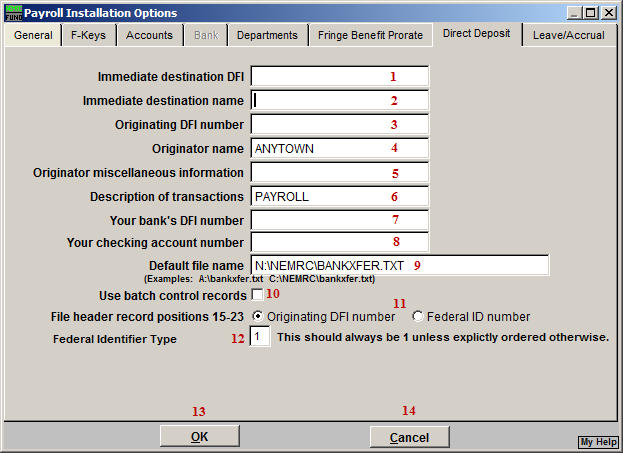 FUND
Payroll Installation Options
General F-Keys Accounts Bank Departments Fringe Benefit Prorate Direct Deposit Leave/Accrual
Immediate destination DFI 1
Immediate destination name 2
Originating DFI number 3
Originator name ANYTOWN 4
Originator miscellaneous information 5
Description of transactions PAYROLL 6
Your bank's DFI number 7
Your checking account number 8
Default file name N:\NEMRC\BANKXFER.TXT 9
(Examples: A:\bankxfer.txt C:\NEMRC\bankxfer.txt)
Use batch control records 10
11
File header record positions 15-23 Originating DFI number Federal ID number
Federal Identifier Type 12 1 This should always be 1 unless explictly ordered otherwise.
13 14
OK Cancel
My Help